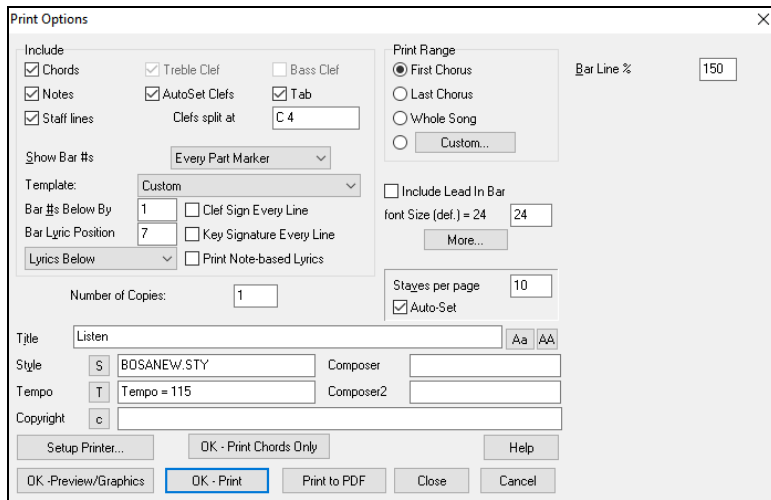 Print Options
Include
Chords
Treble Clef
Bass Clef
Notes
AutoSet Clefs
Tab
Staff lines
Clefs split at
C 4
Show Bar #s
Every Part Marker
Template:
Custom
Bar #s Below By
1
Clef Sign Every Line
Bar Lyric Position
7
Key Signature Every Line
Lyrics Below
Print Note-based Lyrics
Number of Copies:
1
Print Range
First Chorus
Last Chorus
Whole Song
Custom...
Include Lead In Bar
font Size (def.) = 24
24
More...
Staves per page
10
Auto-Set
Bar Line %
150
Title
Listen
Aa
AA
Style
S
BOSANEW.STY
Composer
Tempo
T
Tempo = 115
Composer2
Copyright
c
Setup Printer...
OK - Print Chords Only
Help
OK -Preview/Graphics
OK - Print
Print to PDF
Close
Cancel